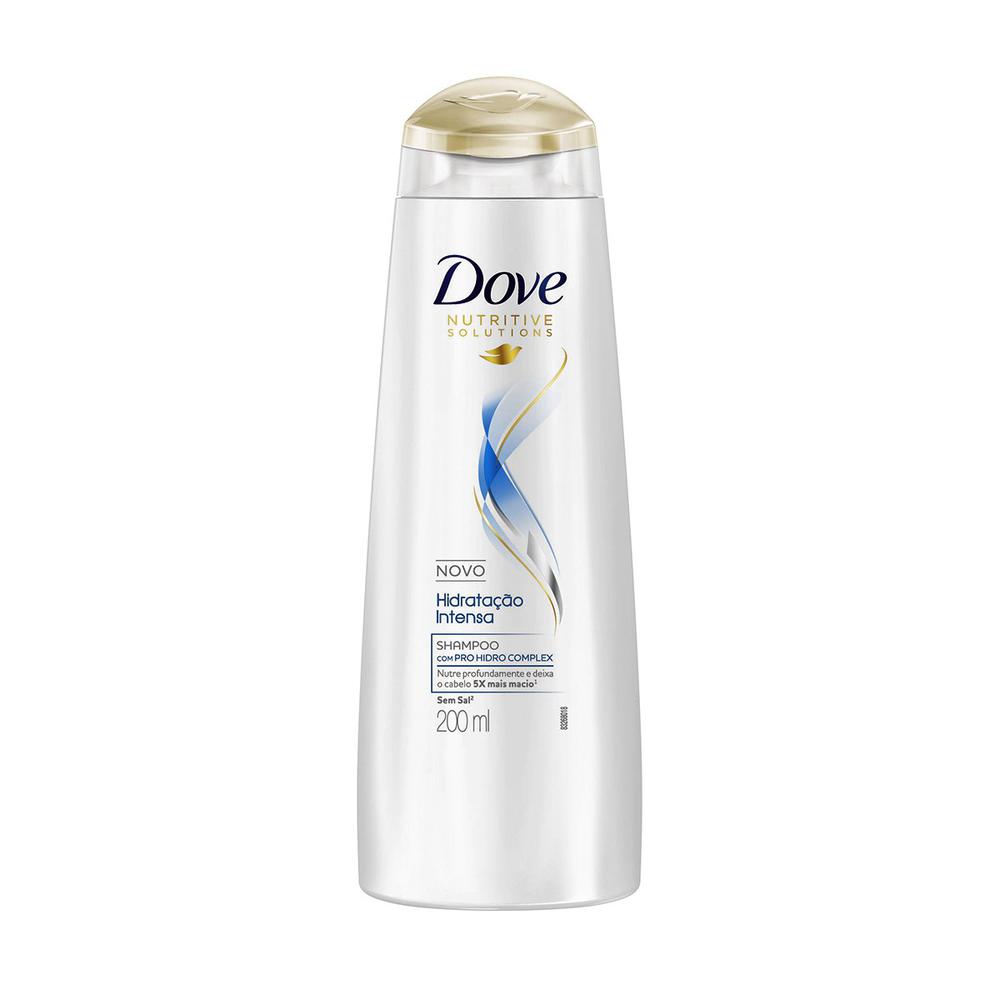 Dove
NUTRITIVE
SOLUTIONS
NOVO
Hidratação
Intensa
SHAMPOO
COM PRO HIDRO COMPLEX
Nutre profundamente e deixa
o cabelo 5X mais macio¹
Sem Sal²
200 ml